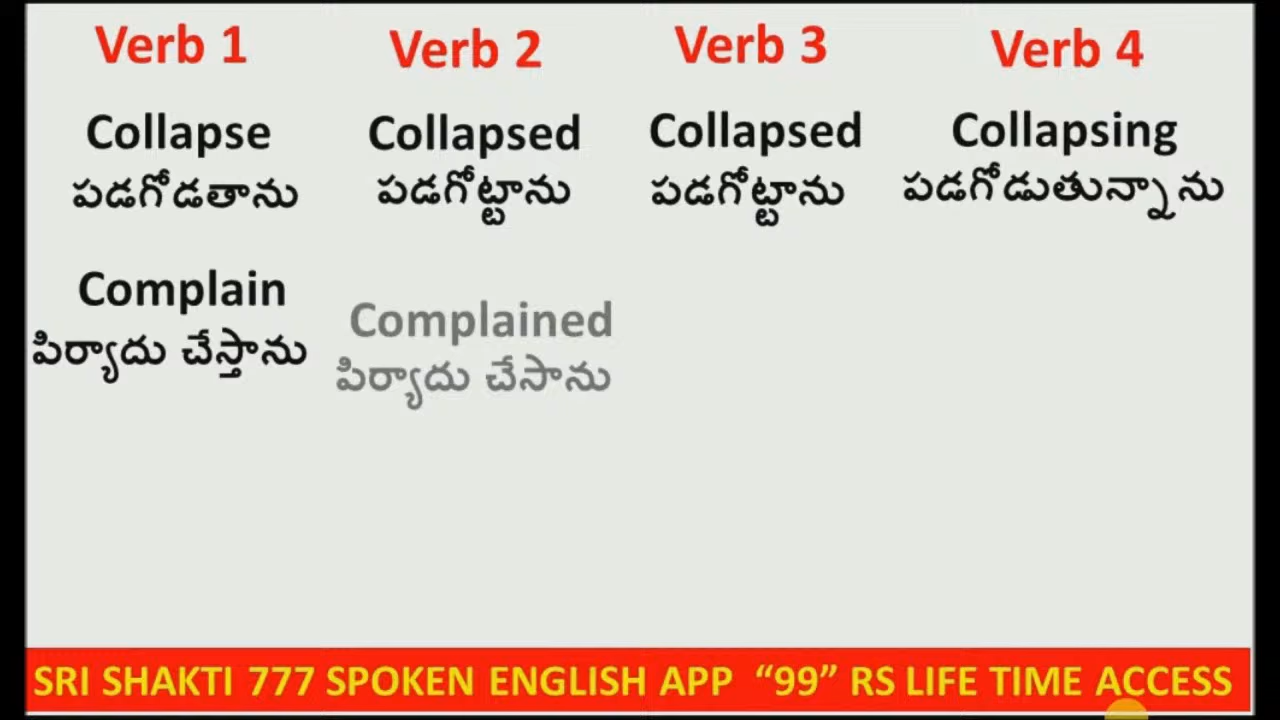 Verb 1 Verb 2 Verb 3 Verb 4
Collapse Collapsed Collapsed Collapsing
పడగోడతాను పడగోట్టాను పడగోట్టాను పడగోడుతున్నాను
Complain Complained
పిర్యాదు చేస్తాను పిర్యాదు చేసాను
SRI SHAKTI 777 SPOKEN ENGLISH APP “99” RS LIFE TIME ACCESS